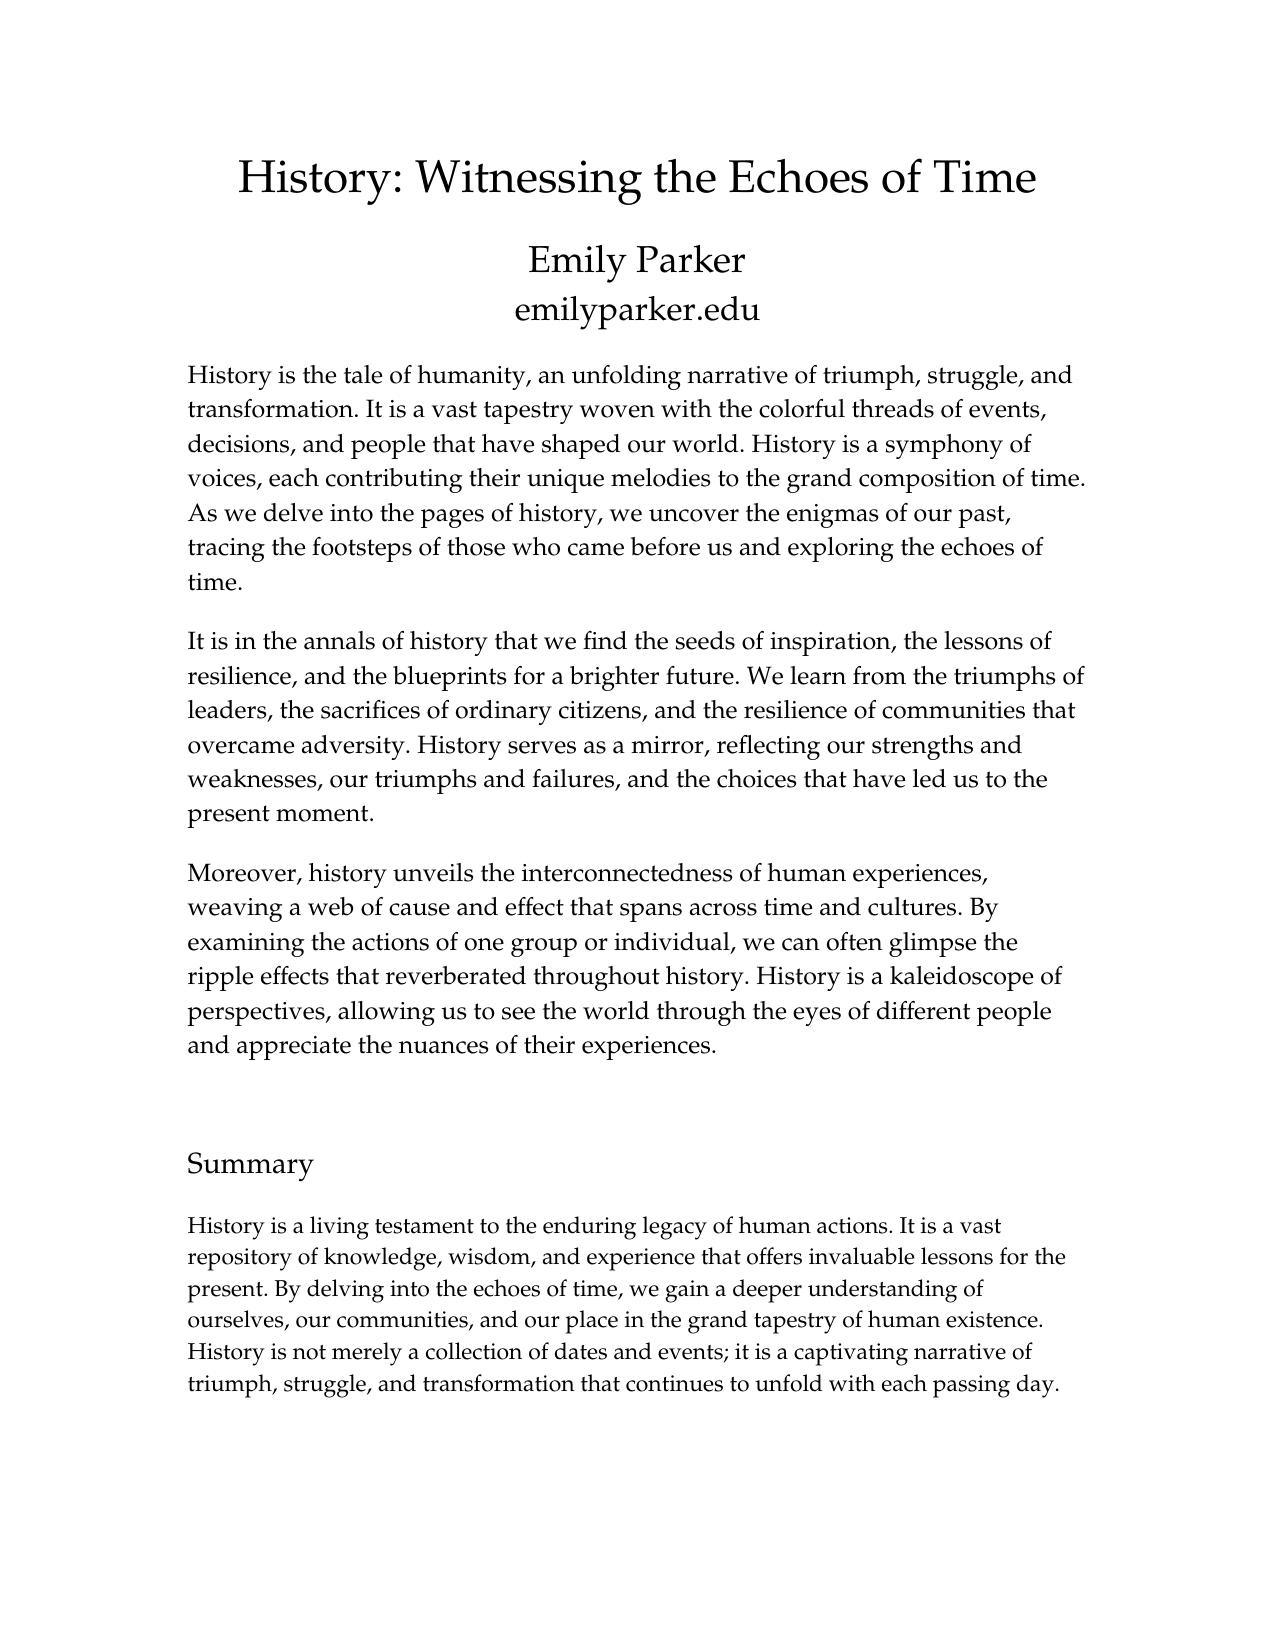 History: Witnessing the Echoes of Time
Emily Parker
emilyparker.edu
History is the tale of humanity, an unfolding narrative of triumph, struggle, and
transformation. It is a vast tapestry woven with the colorful threads of events,
decisions, and people that have shaped our world. History is a symphony of
voices, each contributing their unique melodies to the grand composition of time.
As we delve into the pages of history, we uncover the enigmas of our past,
tracing the footsteps of those who came before us and exploring the echoes of
time.
It is in the annals of history that we find the seeds of inspiration, the lessons of
resilience, and the blueprints for a brighter future. We learn from the triumphs of
leaders, the sacrifices of ordinary citizens, and the resilience of communities that
overcame adversity. History serves as a mirror, reflecting our strengths and
weaknesses, our triumphs and failures, and the choices that have led us to the
present moment.
Moreover, history unveils the interconnectedness of human experiences,
weaving a web of cause and effect that spans across time and cultures. By
examining the actions of one group or individual, we can often glimpse the
ripple effects that reverberated throughout history. History is a kaleidoscope of
perspectives, allowing us to see the world through the eyes of different people
and appreciate the nuances of their experiences.
Summary
History is a living testament to the enduring legacy of human actions. It is a vast
repository of knowledge, wisdom, and experience that offers invaluable lessons for the
present. By delving into the echoes of time, we gain a deeper understanding of
ourselves, our communities, and our place in the grand tapestry of human existence.
History is not merely a collection of dates and events; it is a captivating narrative of
triumph, struggle, and transformation that continues to unfold with each passing day.